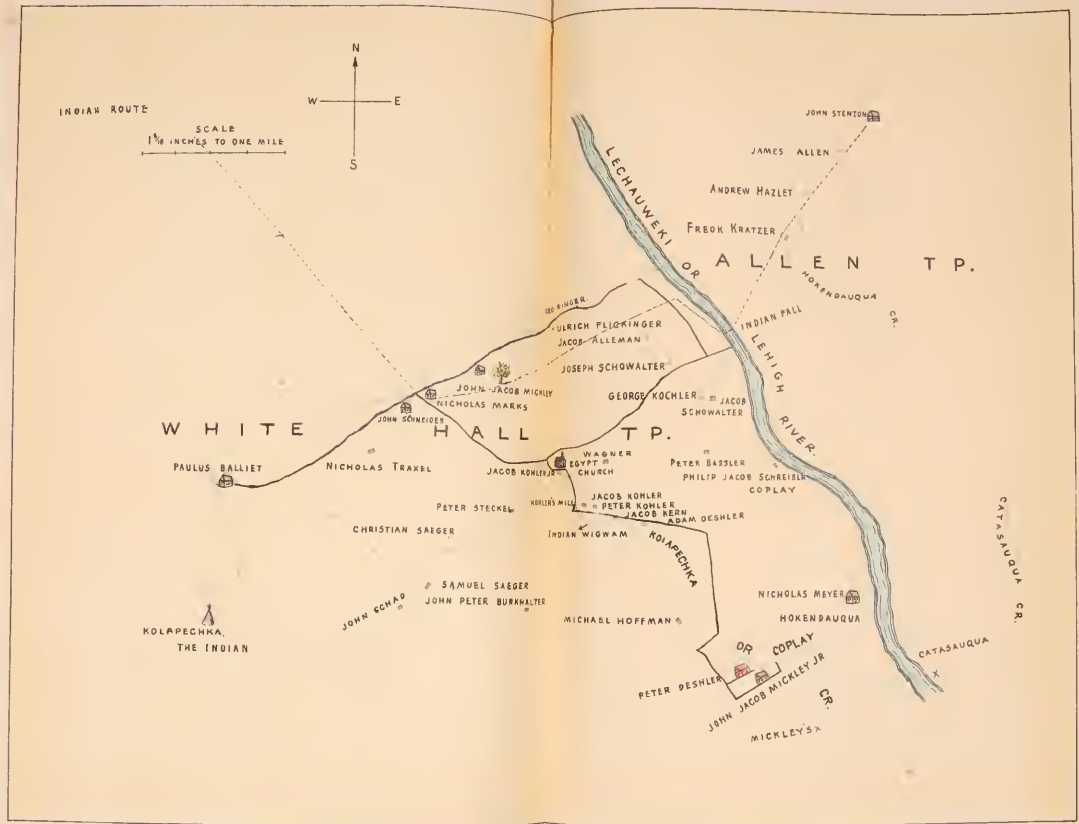 N
W E
S
INDIAN ROUTE
SCALE
1 8/10 INCHES TO ONE MILE
JOHN STENTON
JAMES ALLEN
ANDREW HAZLET
FREDK KRATZER
ALLEN TP.
LECHAUWEKI OR
LEHIGH RIVER.
HOKENDAUQUA
CR.
INDIAN FALL
GEO RINGER.
ULRICH FLICKINGER
JACOB ALLEMAN
JOSEPH SCHOWALTER
JOHN JACOB MICKLEY
NICHOLAS MARKS
JOHN SCHNEIDER
GEORGE KOCHLER
JACOB
SCHOWALTER
WHITE HALL TP.
PAULUS BALLIET
NICHOLAS TRAXEL
WAGNER
JACOB KOHLER JR
EGYPT
CHURCH
PETER BASSLER
PHILIP JACOB SCHREIBER
COPLAY
PETER STECKEL
KOHLER'S MILL
JACOB KOHLER
PETER KOHLER
JACOB KERN
ADAM DESHLER
CHRISTIAN SAEGER
INDIAN WIGWAM
KOLAPECHKA
OR COPLAY
CR.
CATASAUQUA CR.
SAMUEL SAEGER
JOHN SCHAD
JOHN PETER BURKHALTER
NICHOLAS MEYER
HOKENDAUQUA
MICHAEL HOFFMAN
KOLAPECHKA,
THE INDIAN
CATASAUQUA
X
PETER DESHLER
JOHN JACOB MICKLEY JR
MICKLEY'S X